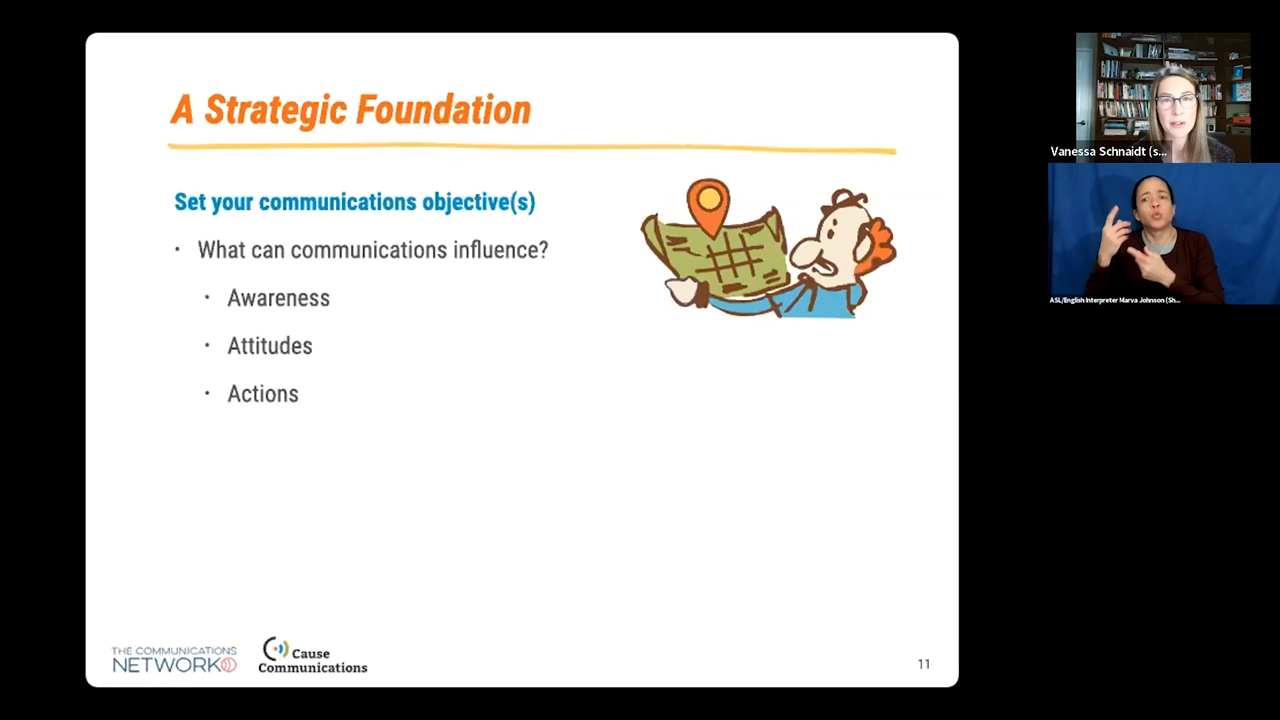 A Strategic Foundation
Set your communications objective(s)
• What can communications influence?
• Awareness
• Attitudes
• Actions
THE COMMUNICATIONS
NETWORK
Cause
Communications
11
Vanessa Schnaidt (s...
ASL/English Interpreter Marva Johnson (Sh...